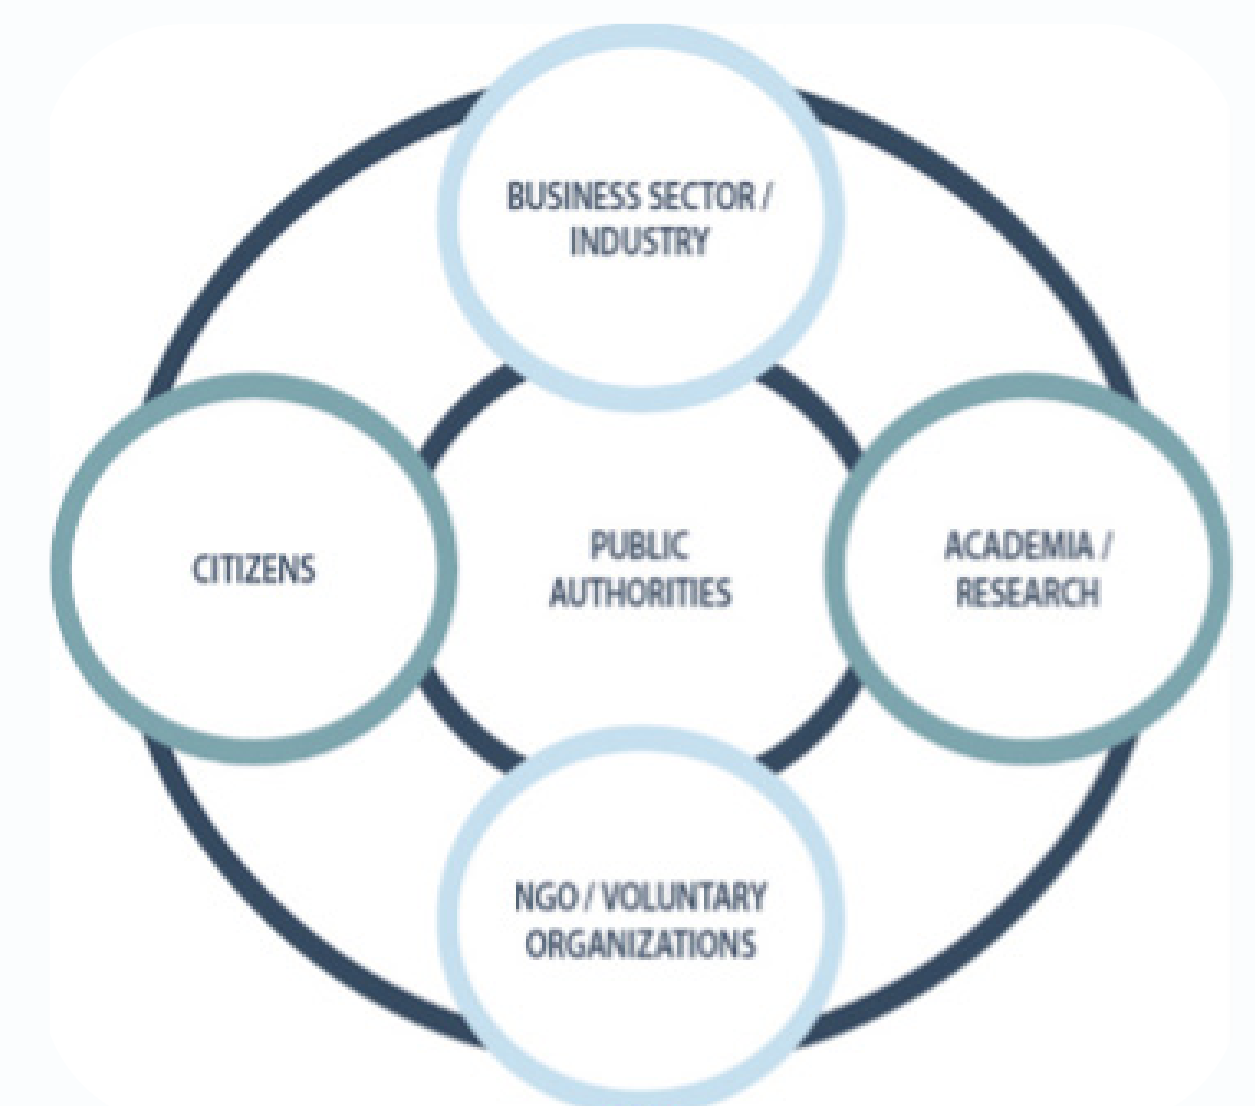 BUSINESS SECTOR /
INDUSTRY
CITIZENS
PUBLIC
AUTHORITIES
ACADEMIA /
RESEARCH
NGO / VOLUNTARY
ORGANIZATIONS